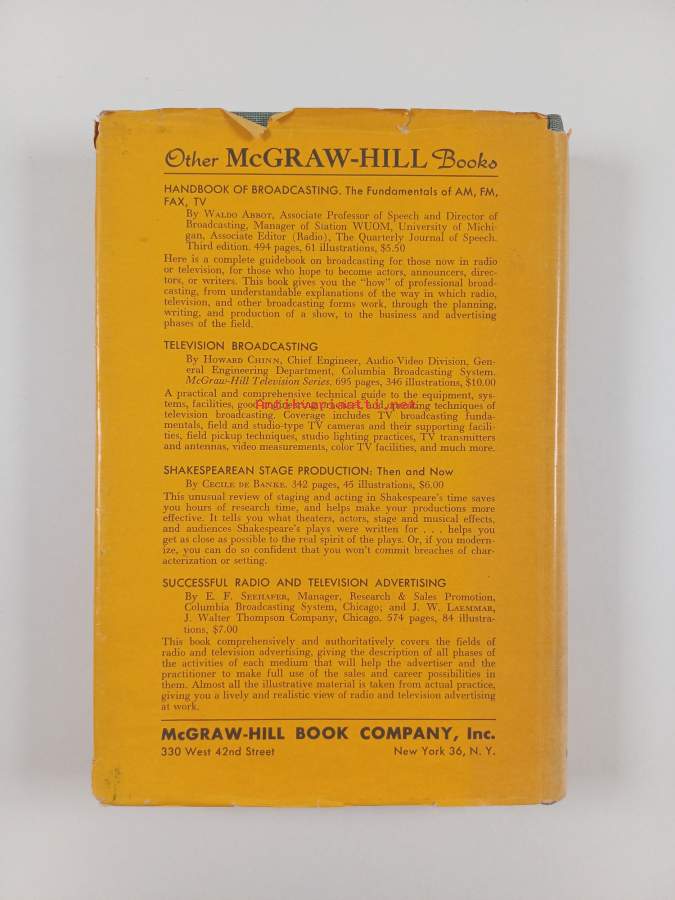 Other McGRAW-HILL Books
HANDBOOK OF BROADCASTING. The Fundamentals of AM, FM,
FAX, TV
By WALDO ABBOT, Associate Professor of Speech and Director of
Broadcasting, Manager of Station WUOM, University of Michi-
gan, Associate Editor (Radio), The Quarterly Journal of Speech.
Third edition. 494 pages, 61 illustrations, $5.50
Here is a complete guidebook on broadcasting for those now in radio
or television, for those who hope to become actors, announcers, direc-
tors, or writers. This book gives you the "how" of professional broad-
casting, from understandable explanations of the way in which radio,
television, and other broadcasting forms work, through the planning,
writing, and production of a show, to the business and advertising
phases of the field.
TELEVISION BROADCASTING
By HOWARD CHINN, Chief Engineer, Audio-Video Division, Gen-
eral Engineering Department, Columbia Broadcasting System.
McGraw-Hill Television Series. 695 pages, 346 illustrations, $10.00
A practical and comprehensive technical guide to the equipment, sys-
tems, facilities, good operating techniques of
Antikvariaatti.net
television broadcasting. Coverage includes TV broadcasting funda-
mentals, field and studio-type TV cameras and their supporting facili-
ties, field pickup techniques, studio lighting practices, TV transmitters
and antennas, video measurements, color TV facilities, and much more.
SHAKESPEAREAN STAGE PRODUCTION: Then and Now
By CECILE DE BANKE. 342 pages, 45 illustrations, $6.00
This unusual review of staging and acting in Shakespeare's time saves
you hours of research time, and helps make your productions more
effective. It tells you what theaters, actors, stage and musical effects,
and audiences Shakespeare's plays were written for . . . helps you
get as close as possible to the real spirit of the plays. Or, if you modern-
ize, you can do so confident that you won't commit breaches of char-
acterization or setting.
SUCCESSFUL RADIO AND TELEVISION ADVERTISING
By E. F. SEEHAFER, Manager, Research & Sales Promotion,
Columbia Broadcasting System, Chicago; and J. W. LAEMMAR,
J. Walter Thompson Company, Chicago. 574 pages, 84 illustra-
tions, $7.00
This book comprehensively and authoritatively covers the fields of
radio and television advertising, giving the description of all phases of
the activities of each medium that will help the advertiser and the
practitioner to make full use of the sales and career possibilities in
them. Almost all the illustrative material is taken from actual practice,
giving you a lively and realistic view of radio and television advertising
at work.
McGRAW-HILL BOOK COMPANY, Inc.
330 West 42nd Street New York 36, N. Y.